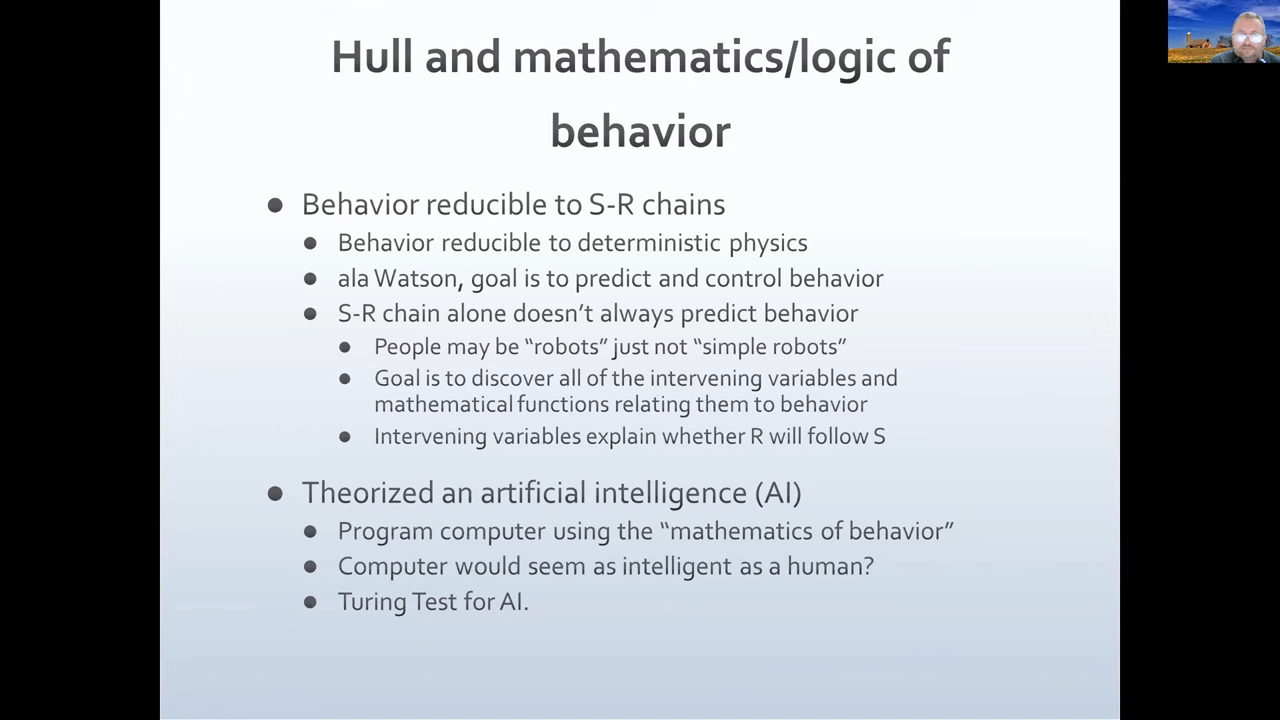 Hull and mathematics/logic of
behavior
● Behavior reducible to S-R chains
● Behavior reducible to deterministic physics
● ala Watson, goal is to predict and control behavior
● S-R chain alone doesn’t always predict behavior
● People may be “robots” just not “simple robots”
● Goal is to discover all of the intervening variables and
mathematical functions relating them to behavior
● Intervening variables explain whether R will follow S
● Theorized an artificial intelligence (AI)
● Program computer using the “mathematics of behavior”
● Computer would seem as intelligent as a human?
● Turing Test for AI.